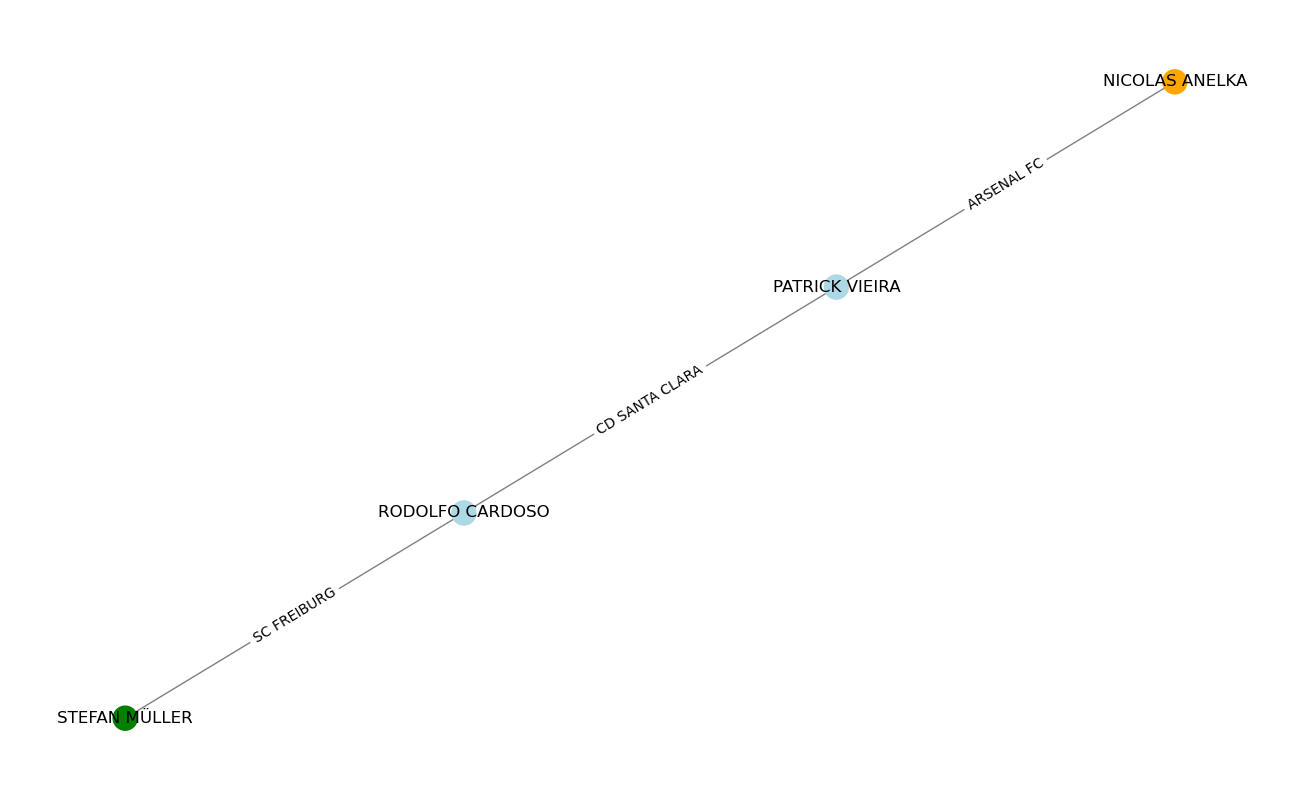 NICOLAS ANELKA
ARSENAL FC
PATRICK VIEIRA
CD SANTA CLARA
RODOLFO CARDOSO
SC FREIBURG
STEFAN MÜLLER